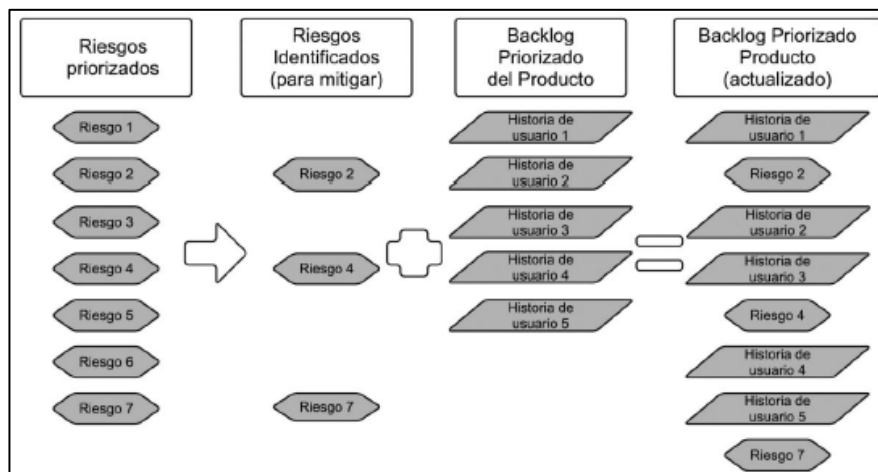 Riesgos
priorizados
Riesgo 1
Riesgo 2
Riesgo 3
Riesgo 4
Riesgo 5
Riesgo 6
Riesgo 7
Riesgos
Identificados
(para mitigar)
Riesgo 2
Riesgo 4
Riesgo 7
Backlog
Priorizado
del Producto
Historia de
usuario 1
Historia de
usuario 2
Historia de
usuario 3
Historia de
usuario 4
Historia de
usuario 5
Backlog Priorizado
Producto
(actualizado)
Historia de
usuario 1
Riesgo 2
Historia de
usuario 2
Historia de
usuario 3
Riesgo 4
Historia de
usuario 4
Historia de
usuario 5
Riesgo 7